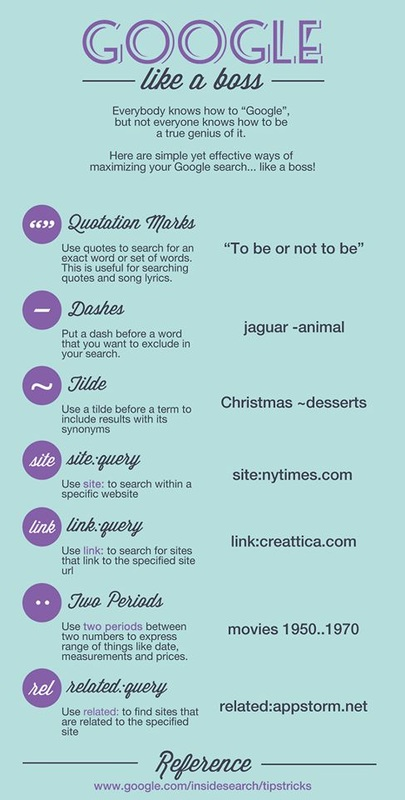 GOOGLE
like a boss
Everybody knows how to “Google”,
but not everyone knows how to be
a true genius of it.
Here are simple yet effective ways of
maximizing your Google search... like a boss!
“” Quotation Marks
Use quotes to search for an
exact word or set of words.
This is useful for searching
quotes and song lyrics.
“To be or not to be”
– Dashes
Put a dash before a word
that you want to exclude in
your search.
jaguar -animal
~ Tilde
Use a tilde before a term to
include results with its
synonyms
Christmas ~desserts
site site:query
Use site: to search within a
specific website
site:nytimes.com
link link:query
Use link: to search for sites
that link to the specified site
url
link:creattica.com
.. Two Periods
Use two periods between
two numbers to express
range of things like date,
measurements and prices.
movies 1950..1970
rel related:query
Use related: to find sites that
are related to the specified
site
related:appstorm.net
Reference
www.google.com/insidesearch/tipstricks